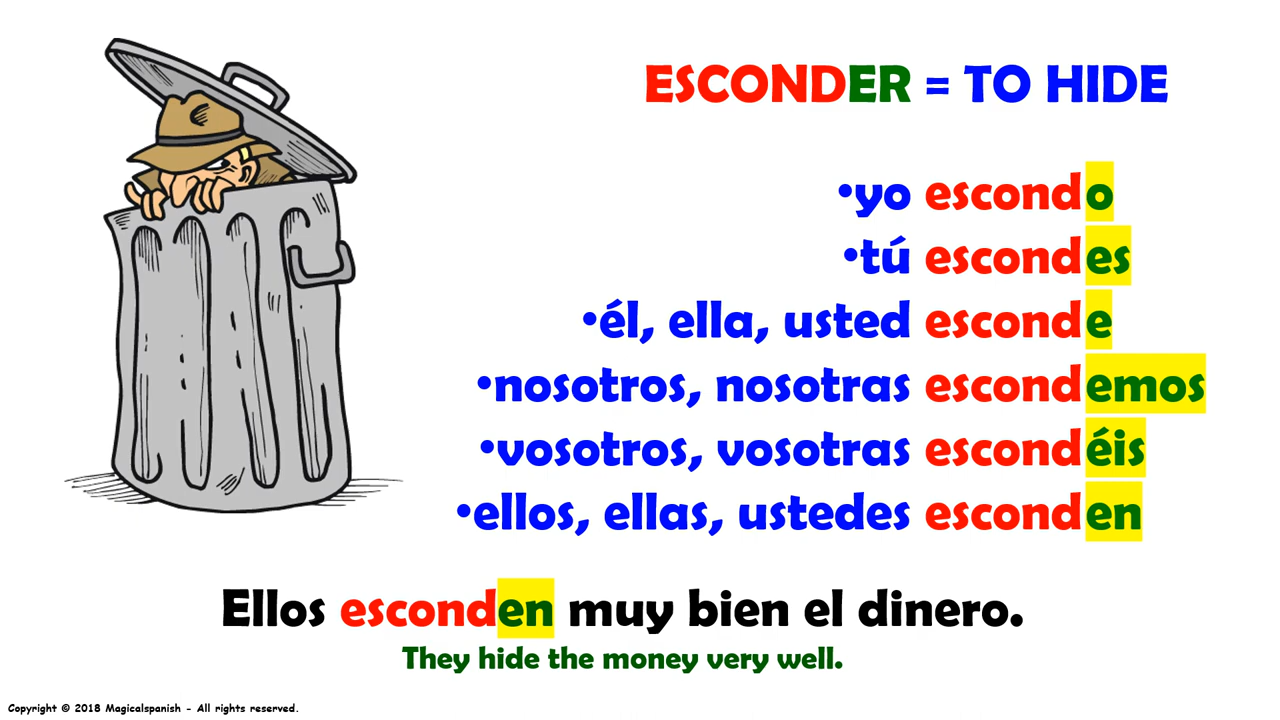 ESCONDER = TO HIDE
•yo escondo
•tú escondes
•él, ella, usted esconde
•nosotros, nosotras escondemos
•vosotros, vosotras escondéis
•ellos, ellas, ustedes esconden
Ellos esconden muy bien el dinero.
They hide the money very well.
Copyright © 2018 Magicalspanish - All rights reserved.